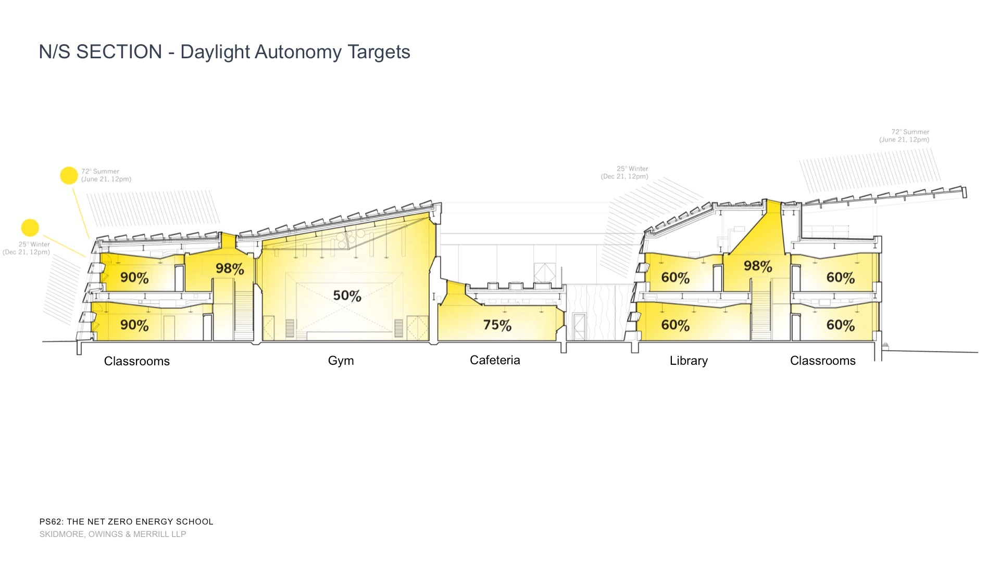 N/S SECTION - Daylight Autonomy Targets
72° Summer
(June 21, 12pm)
25° Winter
(Dec 21, 12pm)
72° Summer
(June 21, 12pm)
25° Winter
(Dec 21, 12pm)
90%
98%
50%
60%
98%
60%
90%
75%
60%
60%
Classrooms
Gym
Cafeteria
Library
Classrooms
PS62: THE NET ZERO ENERGY SCHOOL
SKIDMORE, OWINGS & MERRILL LLP